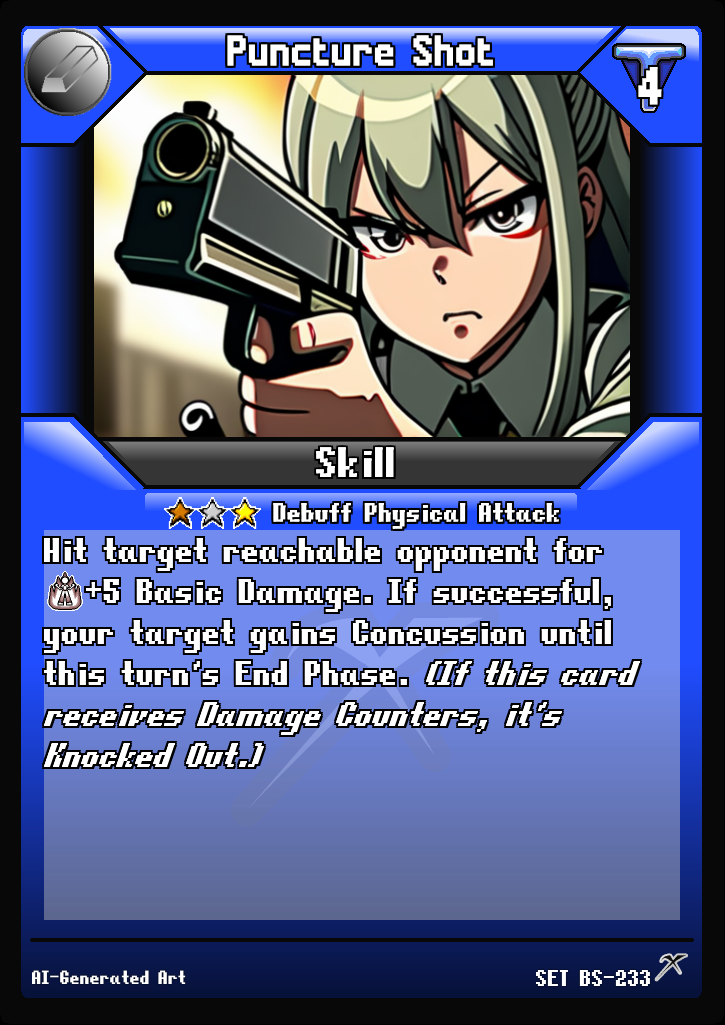 Puncture Shot
4
Skill
Debuff Physical Attack
Hit target reachable opponent for
+5 Basic Damage. If successful,
your target gains Concussion until
this turn's End Phase. (If this card
receives Damage Counters, it's
Knocked Out.)
AI-Generated Art
SET BS-233